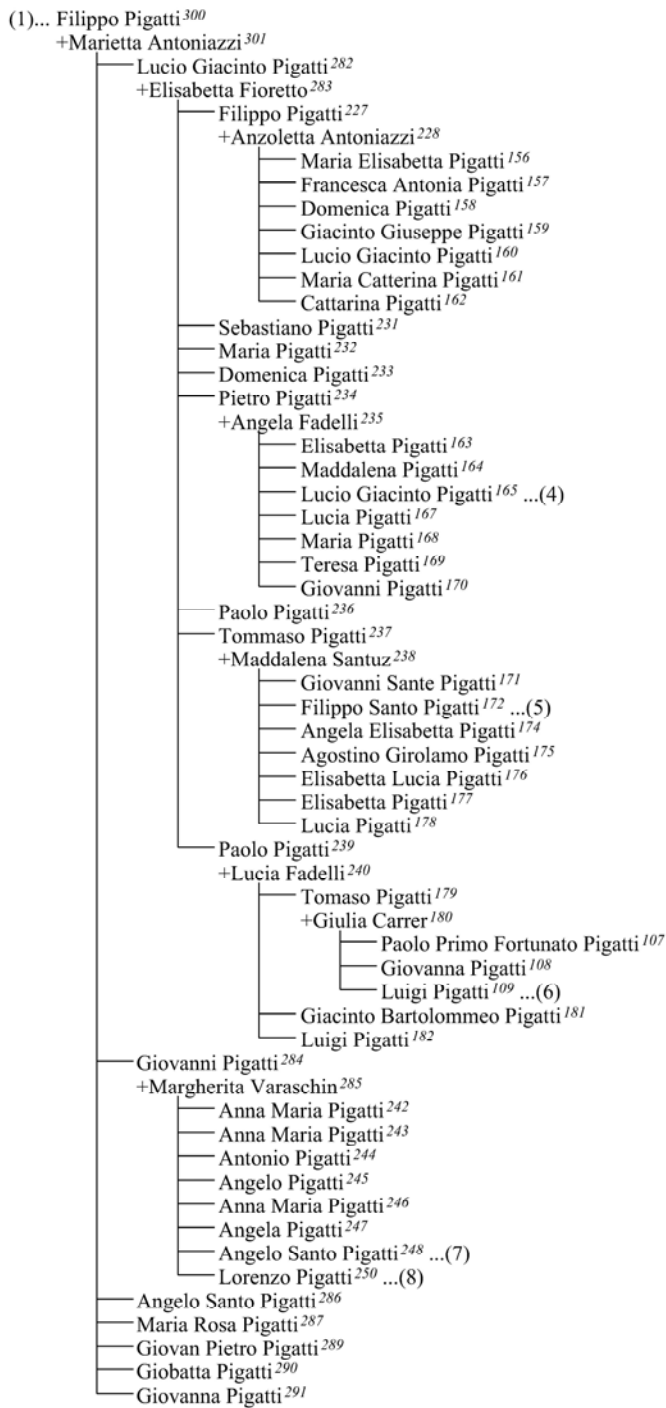 (1)... Filippo Pigatti 300
+Marietta Antoniazzi 301
Lucio Giacinto Pigatti 282
+Elisabetta Fioretto 283
Filippo Pigatti 227
+Anzoletta Antoniazzi 228
Maria Elisabetta Pigatti 156
Francesca Antonia Pigatti 157
Domenica Pigatti 158
Giacinto Giuseppe Pigatti 159
Lucio Giacinto Pigatti 160
Maria Catterina Pigatti 161
Cattarina Pigatti 162
Sebastiano Pigatti 231
Maria Pigatti 232
Domenica Pigatti 233
Pietro Pigatti 234
+Angela Fadelli 235
Elisabetta Pigatti 163
Maddalena Pigatti 164
Lucio Giacinto Pigatti 165 ...(4)
Lucia Pigatti 167
Maria Pigatti 168
Teresa Pigatti 169
Giovanni Pigatti 170
Paolo Pigatti 236
Tommaso Pigatti 237
+Maddalena Santuz 238
Giovanni Sante Pigatti 171
Filippo Santo Pigatti 172 ...(5)
Angela Elisabetta Pigatti 174
Agostino Girolamo Pigatti 175
Elisabetta Lucia Pigatti 176
Elisabetta Pigatti 177
Lucia Pigatti 178
Paolo Pigatti 239
+Lucia Fadelli 240
Tomaso Pigatti 179
+Giulia Carrer 180
Paolo Primo Fortunato Pigatti 107
Giovanna Pigatti 108
Luigi Pigatti 109 ...(6)
Giacinto Bartolommeo Pigatti 181
Luigi Pigatti 182
Giovanni Pigatti 284
+Margherita Varaschin 285
Anna Maria Pigatti 242
Anna Maria Pigatti 243
Antonio Pigatti 244
Angelo Pigatti 245
Anna Maria Pigatti 246
Angela Pigatti 247
Angelo Santo Pigatti 248 ...(7)
Lorenzo Pigatti 250 ...(8)
Angelo Santo Pigatti 286
Maria Rosa Pigatti 287
Giovan Pietro Pigatti 289
Giobatta Pigatti 290
Giovanna Pigatti 291